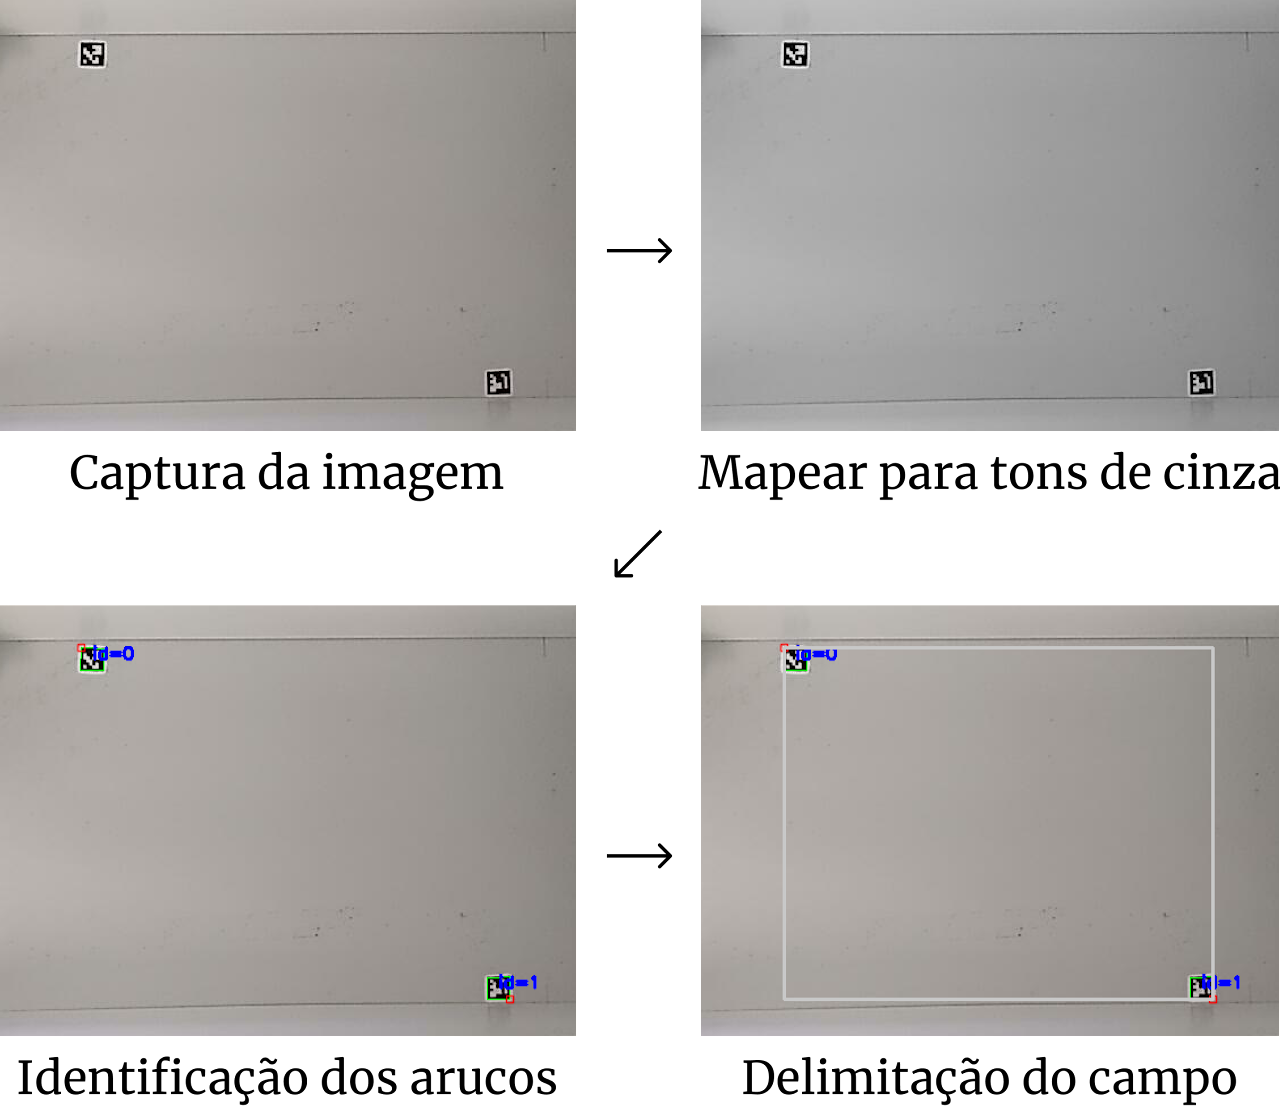 Captura da imagem
Mapear para tons de cinza
id=0
id=1
id=0
id=1
Identificação dos arucos
Delimitação do campo